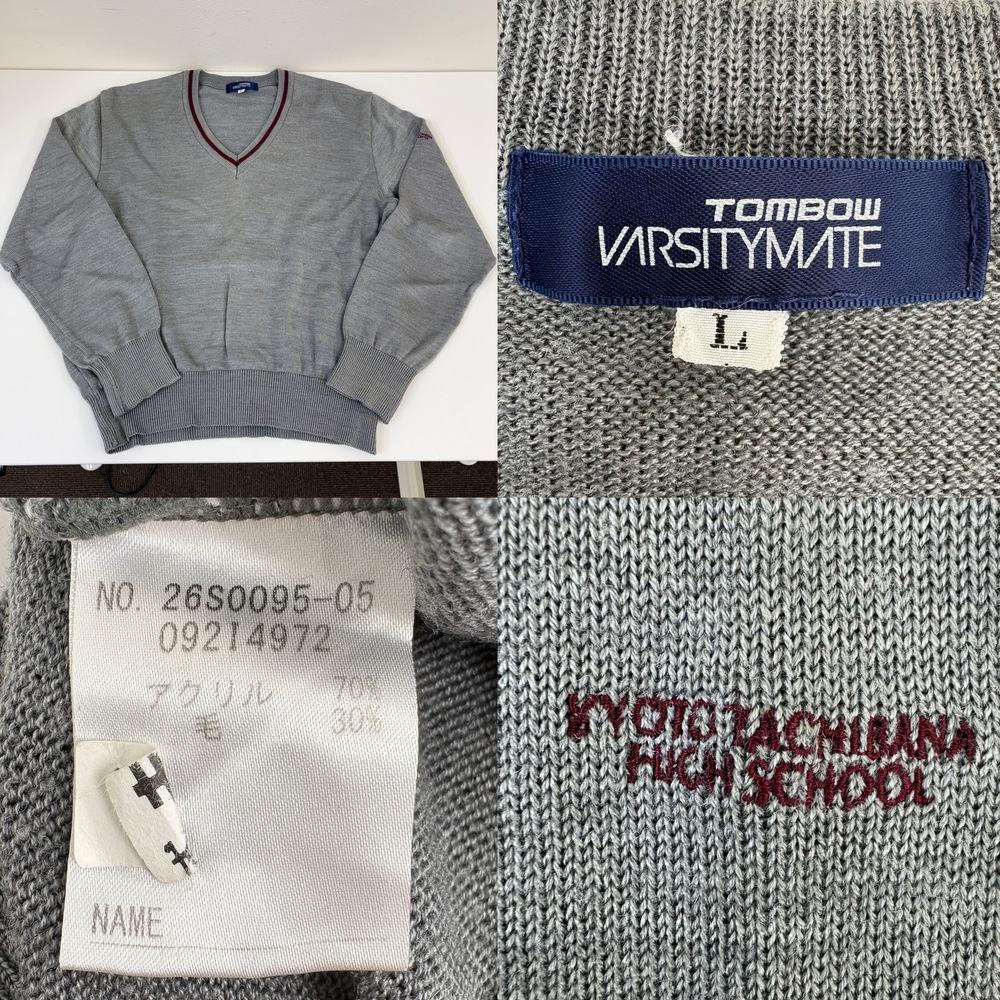 TOMBOW
VARSITYMATE
L
NO. 26S0095-05
09214972
アクリル 70%
毛 30%
NAME
KYOTO TACHIBANA
HIGH SCHOOL